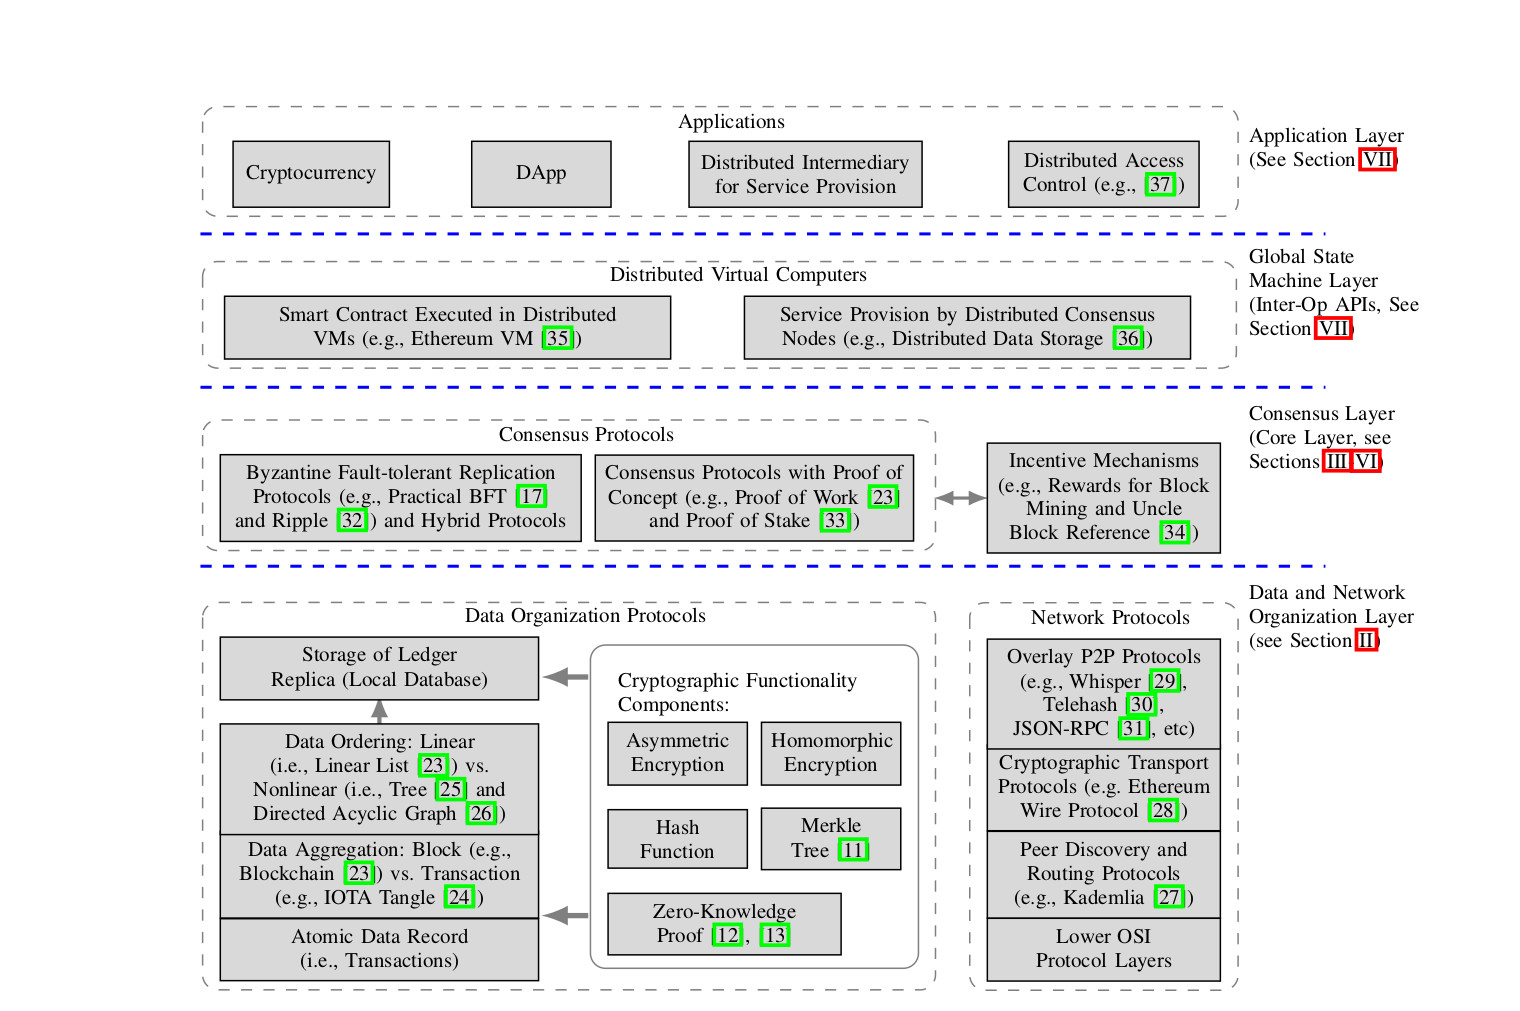 Applications
Cryptocurrency
DApp
Distributed Intermediary
for Service Provision
Distributed Access
Control (e.g., [37])
Application Layer
(See Section VII)
Distributed Virtual Computers
Smart Contract Executed in Distributed
VMs (e.g., Ethereum VM [35])
Service Provision by Distributed Consensus
Nodes (e.g., Distributed Data Storage [36])
Global State
Machine Layer
(Inter-Op APIs, See
Section VII)
Consensus Protocols
Byzantine Fault-tolerant Replication
Protocols (e.g., Practical BFT [17]
and Ripple [32]) and Hybrid Protocols
Consensus Protocols with Proof of
Concept (e.g., Proof of Work [23]
and Proof of Stake [33])
Incentive Mechanisms
(e.g., Rewards for Block
Mining and Uncle
Block Reference [34])
Consensus Layer
(Core Layer, see
Sections III-VI)
Data Organization Protocols
Storage of Ledger
Replica (Local Database)
Data Ordering: Linear
(i.e., Linear List [23]) vs.
Nonlinear (i.e., Tree [25] and
Directed Acyclic Graph [26])
Data Aggregation: Block (e.g.,
Blockchain [23]) vs. Transaction
(e.g., IOTA Tangle [24])
Atomic Data Record
(i.e., Transactions)
Cryptographic Functionality
Components:
Asymmetric
Encryption
Homomorphic
Encryption
Hash
Function
Merkle
Tree [11]
Zero-Knowledge
Proof [12], [13]
Network Protocols
Overlay P2P Protocols
(e.g., Whisper [29],
Telehash [30],
JSON-RPC [31], etc)
Cryptographic Transport
Protocols (e.g. Ethereum
Wire Protocol [28])
Peer Discovery and
Routing Protocols
(e.g., Kademlia [27])
Lower OSI
Protocol Layers
Data and Network
Organization Layer
(see Section II)